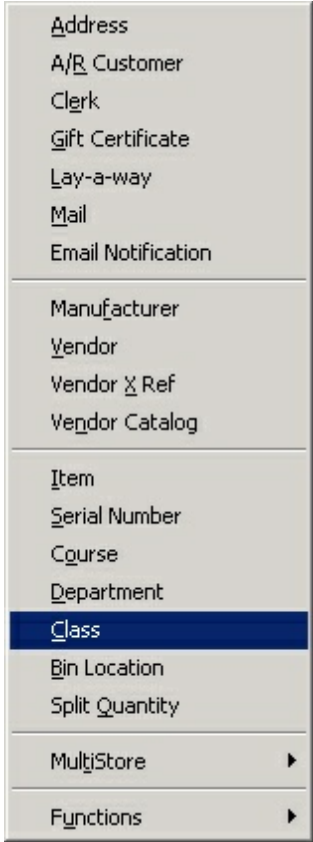 Address
A/R Customer
Clerk
Gift Certificate
Lay-a-way
Mail
Email Notification
Manufacturer
Vendor
Vendor X Ref
Vendor Catalog
Item
Serial Number
Course
Department
Class
Bin Location
Split Quantity
MultiStore
Functions